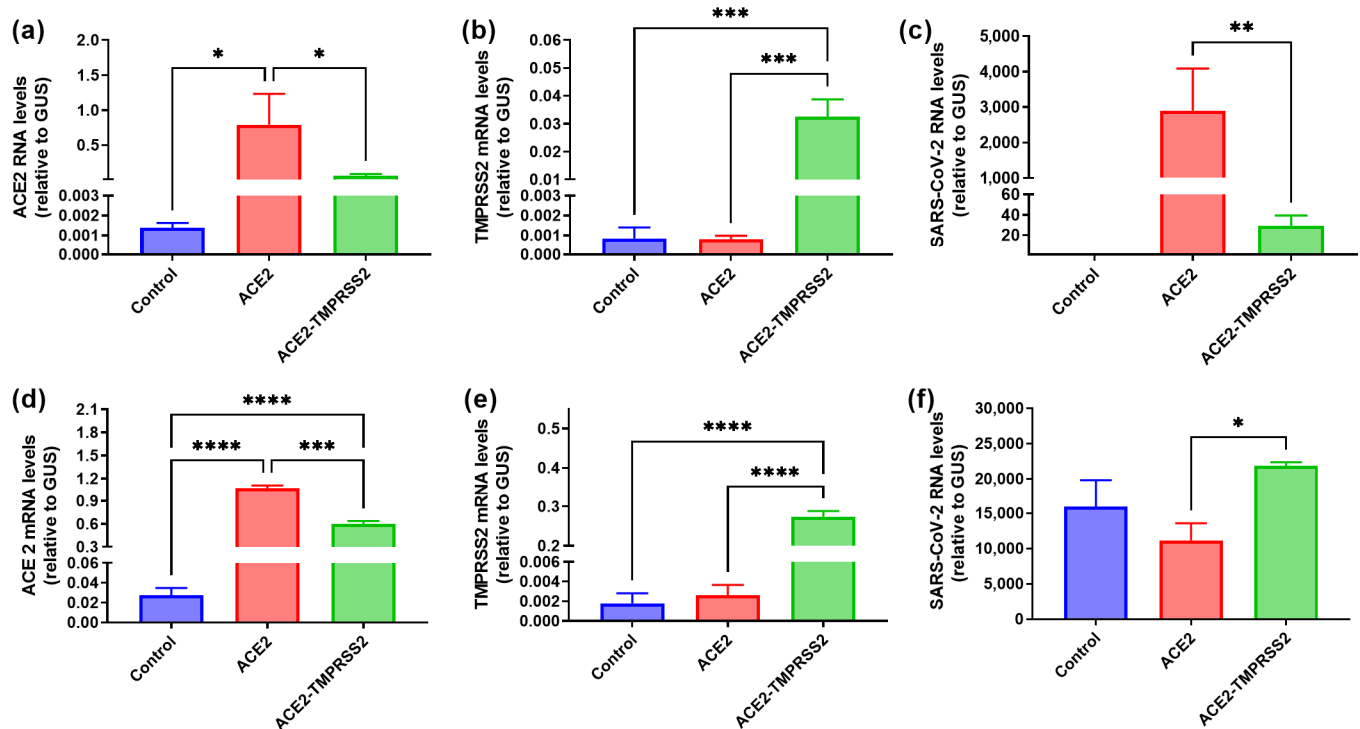 (a)
ACE2 RNA levels
(relative to GUS)
2.0
1.5
1.0
0.5
0.003
0.002
0.001
0.000
*
*
Control
ACE2
ACE2-TMPRSS2
(b)
TMPRSS2 mRNA levels
(relative to GUS)
0.06
0.05
0.04
0.03
0.02
0.01
0.003
0.002
0.001
0.000
***
***
Control
ACE2
ACE2-TMPRSS2
(c)
SARS-CoV-2 RNA levels
(relative to GUS)
5,000
4,000
3,000
2,000
1,000
60
40
20
**
Control
ACE2
ACE2-TMPRSS2
(d)
ACE 2 mRNA levels
(relative to GUS)
2.1
1.8
1.5
1.2
0.9
0.6
0.3
0.06
0.04
0.02
0.00
****
****
***
Control
ACE2
ACE2-TMPRSS2
(e)
TMPRSS2 mRNA levels
(relative to GUS)
0.5
0.4
0.3
0.2
0.006
0.004
0.002
0.000
****
****
Control
ACE2
ACE2-TMPRSS2
(f)
SARS-CoV-2 RNA levels
(relative to GUS)
30,000
25,000
20,000
15,000
10,000
5,000
0
*
Control
ACE2
ACE2-TMPRSS2